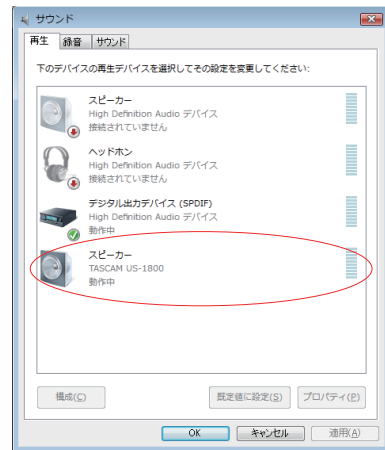 サウンド
再生 録音 サウンド
下のデバイスの再生デバイスを選択してその設定を変更してください:
スピーカー
High Definition Audio デバイス
接続されていません
ヘッドホン
High Definition Audio デバイス
接続されていません
デジタル出力デバイス (SPDIF)
High Definition Audio デバイス
動作中
スピーカー
TASCAM US-1800
動作中
構成(C) 既定値に設定(S) プロパティ(P)
OK キャンセル 適用(A)